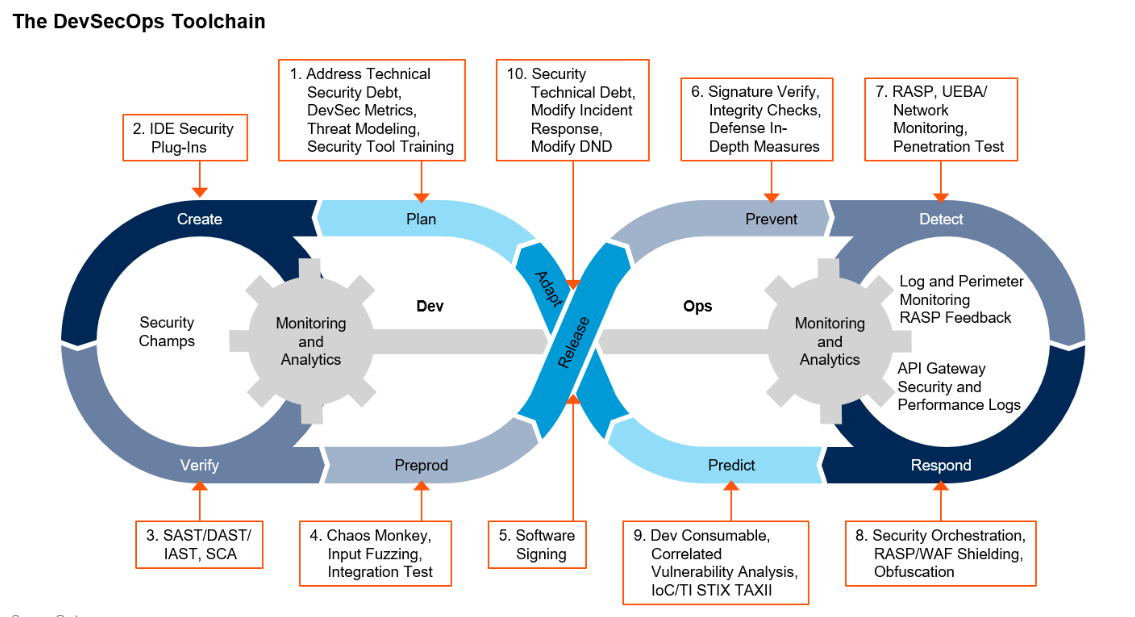 The DevSecOps Toolchain
2. IDE Security
Plug-Ins
1. Address Technical
Security Debt,
DevSec Metrics,
Threat Modeling,
Security Tool Training
10. Security
Technical Debt,
Modify Incident
Response,
Modify DND
6. Signature Verify,
Integrity Checks,
Defense In-
Depth Measures
7. RASP, UEBA/
Network
Monitoring,
Penetration Test
Create
Plan
Adapt
Release
Prevent
Detect
Security
Champs
Monitoring
and
Analytics
Dev
Ops
Monitoring
and
Analytics
Log and Perimeter
Monitoring
RASP Feedback
API Gateway
Security and
Performance Logs
Verify
Preprod
Predict
Respond
3. SAST/DAST/
IAST, SCA
4. Chaos Monkey,
Input Fuzzing,
Integration Test
5. Software
Signing
9. Dev Consumable,
Correlated
Vulnerability Analysis,
IoC/TI STIX TAXII
8. Security Orchestration,
RASP/WAF Shielding,
Obfuscation